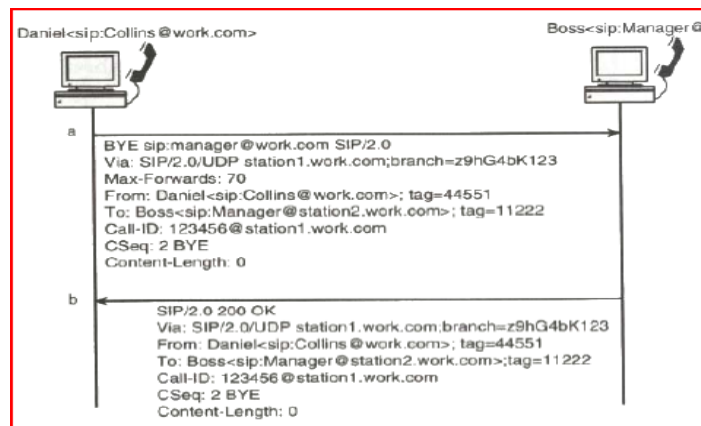 Daniel<sip:Collins@work.com>
Boss<sip:Manager@
a
BYE sip:manager@work.com SIP/2.0
Via: SIP/2.0/UDP station1.work.com;branch=z9hG4bK123
Max-Forwards: 70
From: Daniel<sip:Collins@work.com>; tag=44551
To: Boss<sip:Manager@station2.work.com>; tag=11222
Call-ID: 123456@station1.work.com
CSeq: 2 BYE
Content-Length: 0
b
SIP/2.0 200 OK
Via: SIP/2.0/UDP station1.work.com;branch=z9hG4bK123
From: Daniel<sip:Collins@work.com>; tag=44551
To: Boss<sip:Manager@station2.work.com>;tag=11222
Call-ID: 123456@station1.work.com
CSeq: 2 BYE
Content-Length: 0